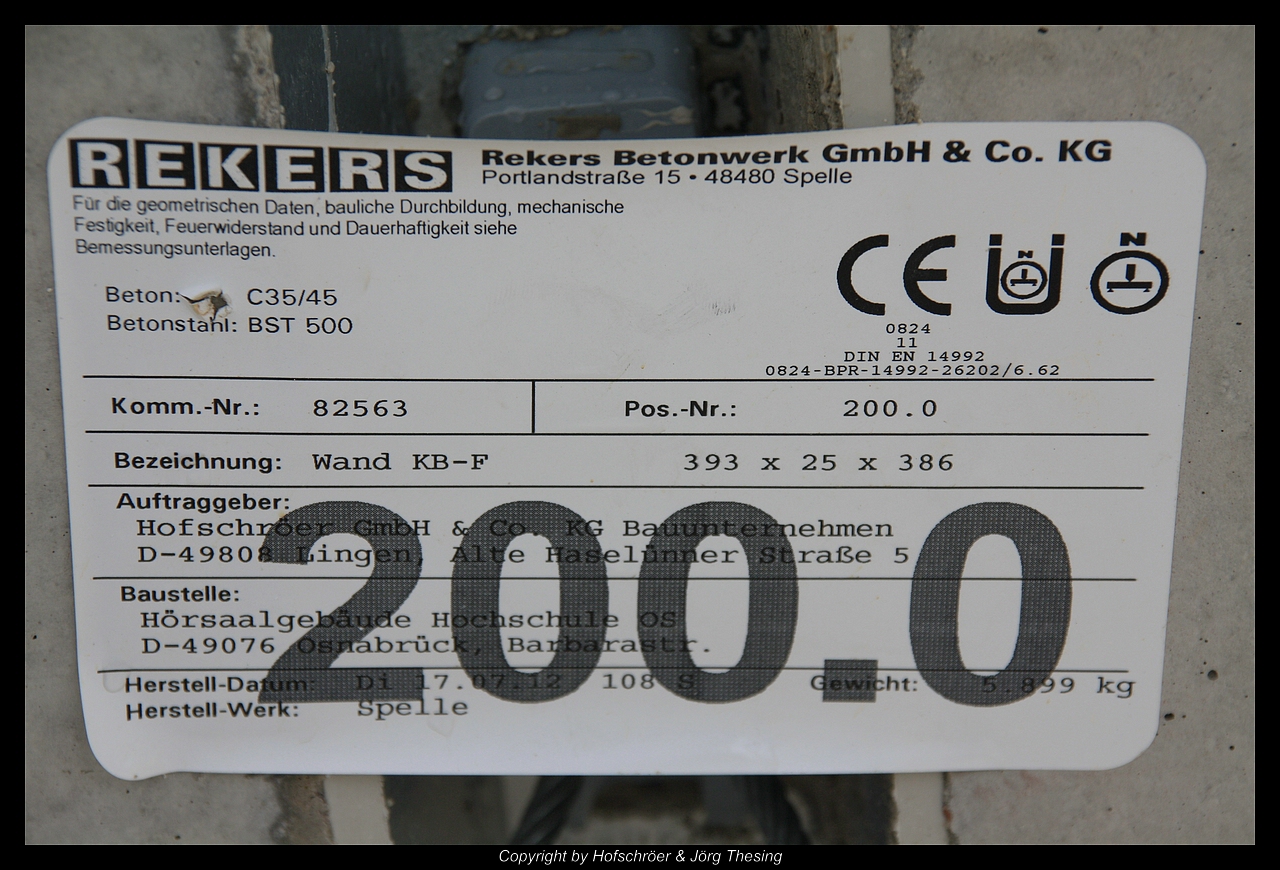 REKERS Rekers Betonwerk GmbH & Co. KG
Portlandstraße 15 • 48480 Spelle
Für die geometrischen Daten, bauliche Durchbildung, mechanische
Festigkeit, Feuerwiderstand und Dauerhaftigkeit siehe
Bemessungsunterlagen.
CE Ü N N
Beton: C35/45
Betonstahl: BST 500
0824
11
DIN EN 14992
0824-BPR-14992-26202/6.62
Komm.-Nr.: 82563 Pos.-Nr.: 200.0
Bezeichnung: Wand KB-F 393 x 25 x 386
Auftraggeber:
Hofschröer GmbH & Co. KG Bauunternehmen
D-49808 Lingen, Alte Haselünner Straße 5
200.0
Baustelle:
Hörsaalgebäude Hochschule OS
D-49076 Osnabrück, Barbarastr.
Herstell-Datum: Di 17.07.12 108 S Gewicht: 5.899 kg
Herstell-Werk: Spelle
Copyright by Hofschröer & Jörg Thesing